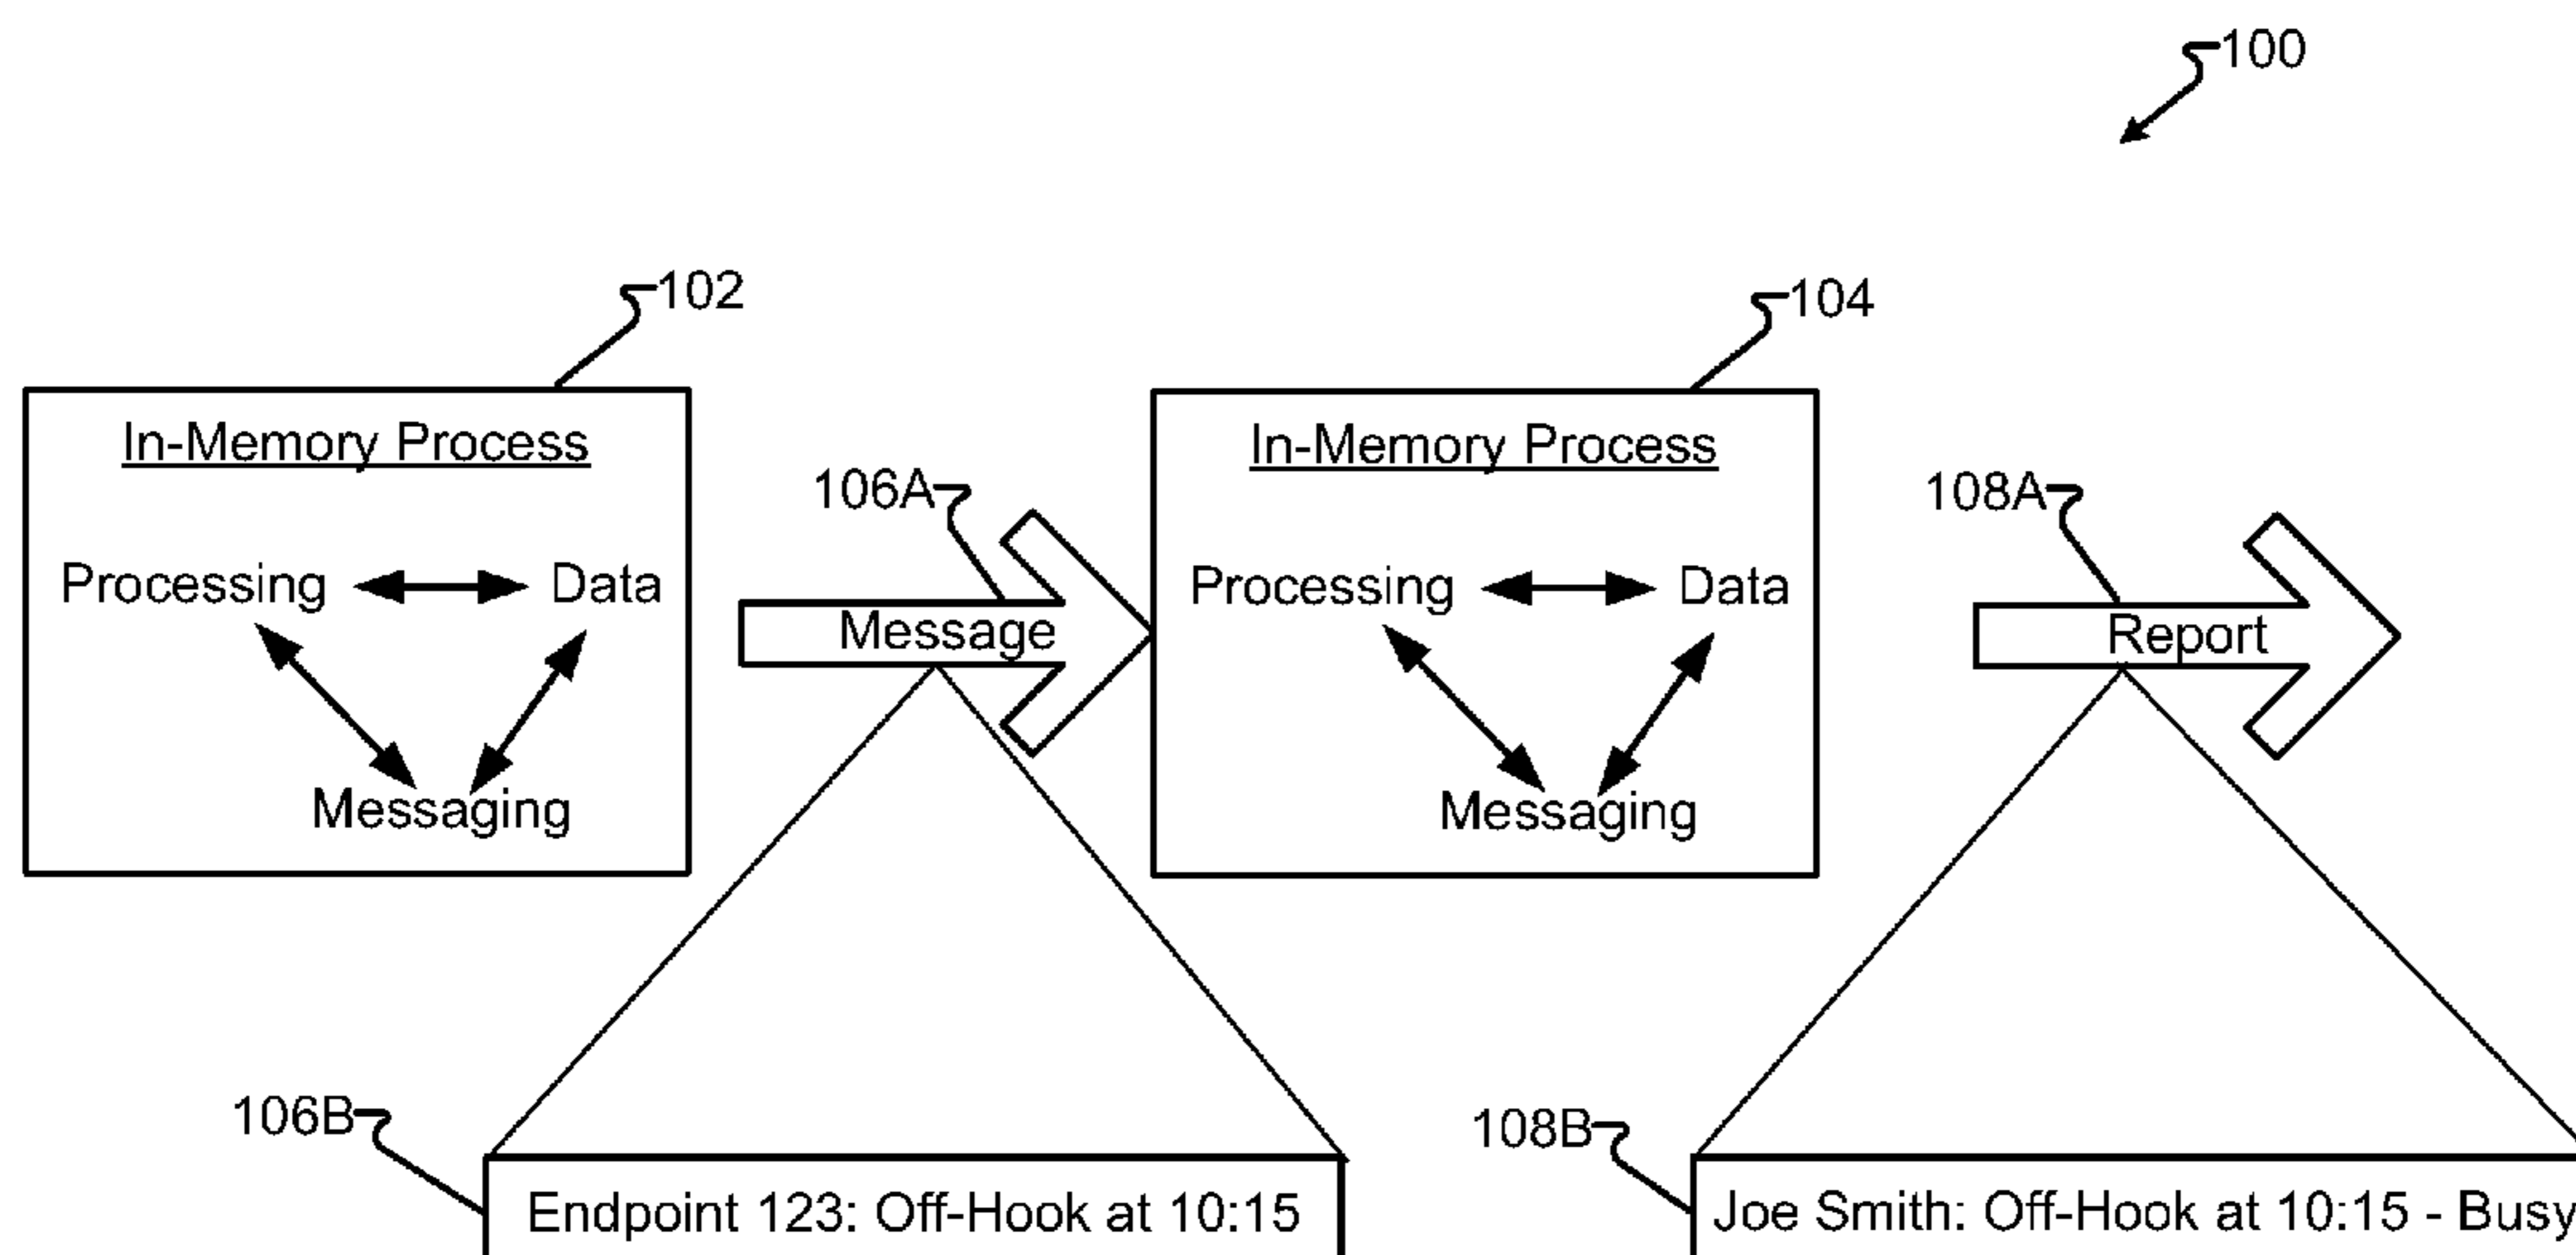 100
102
In-Memory Process
Processing
Data
Messaging
106A
Message
104
In-Memory Process
Processing
Data
Messaging
108A
Report
106B
Endpoint 123: Off-Hook at 10:15
108B
Joe Smith: Off-Hook at 10:15 - Busy